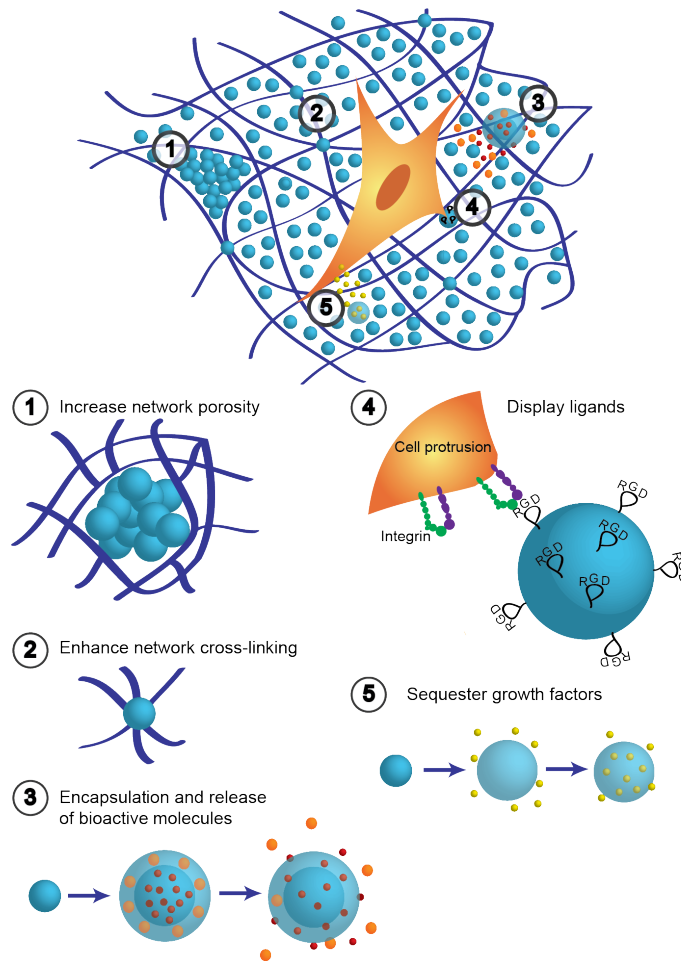 1
2
3
4
5
1 Increase network porosity
4 Display ligands
Cell protrusion
Integrin
RGD
RGD
RGD
RGD
RGD
RGD
RGD
RGD
2 Enhance network cross-linking
5 Sequester growth factors
3 Encapsulation and release
of bioactive molecules